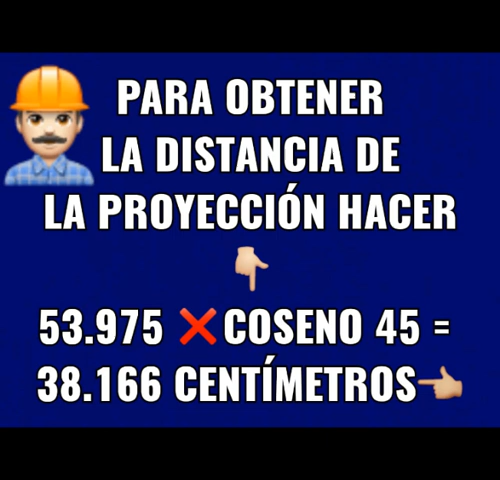 PARA OBTENER
LA DISTANCIA DE
LA PROYECCIÓN HACER
👇🏼
53.975 ❌COSENO 45 =
38.166 CENTÍMETROS👈🏼